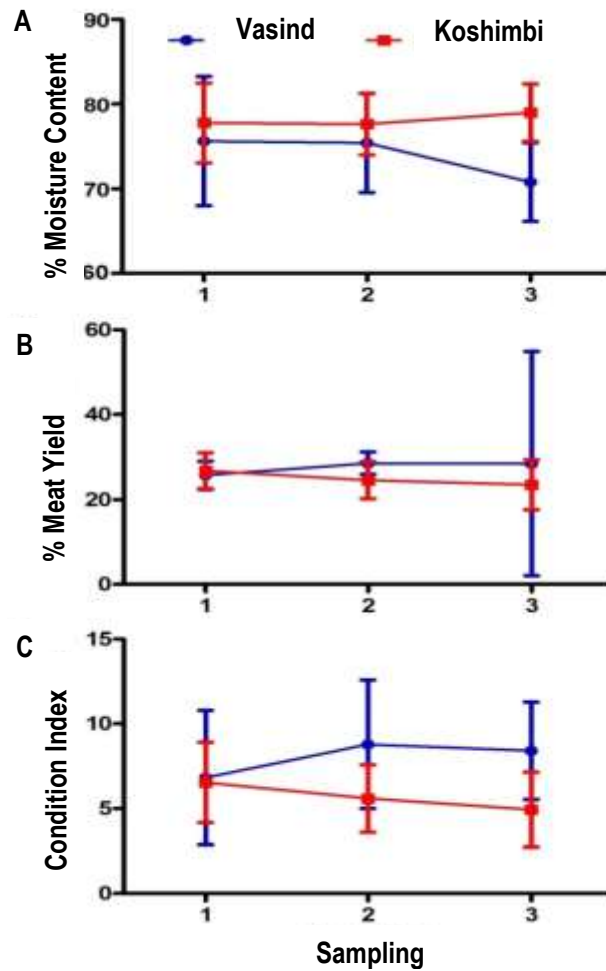 A
Vasind
Koshimbi
% Moisture Content
90
80
70
60
1
2
3
B
% Meat Yield
60
40
20
0
1
2
3
C
Condition Index
15
10
5
0
1
2
3
Sampling